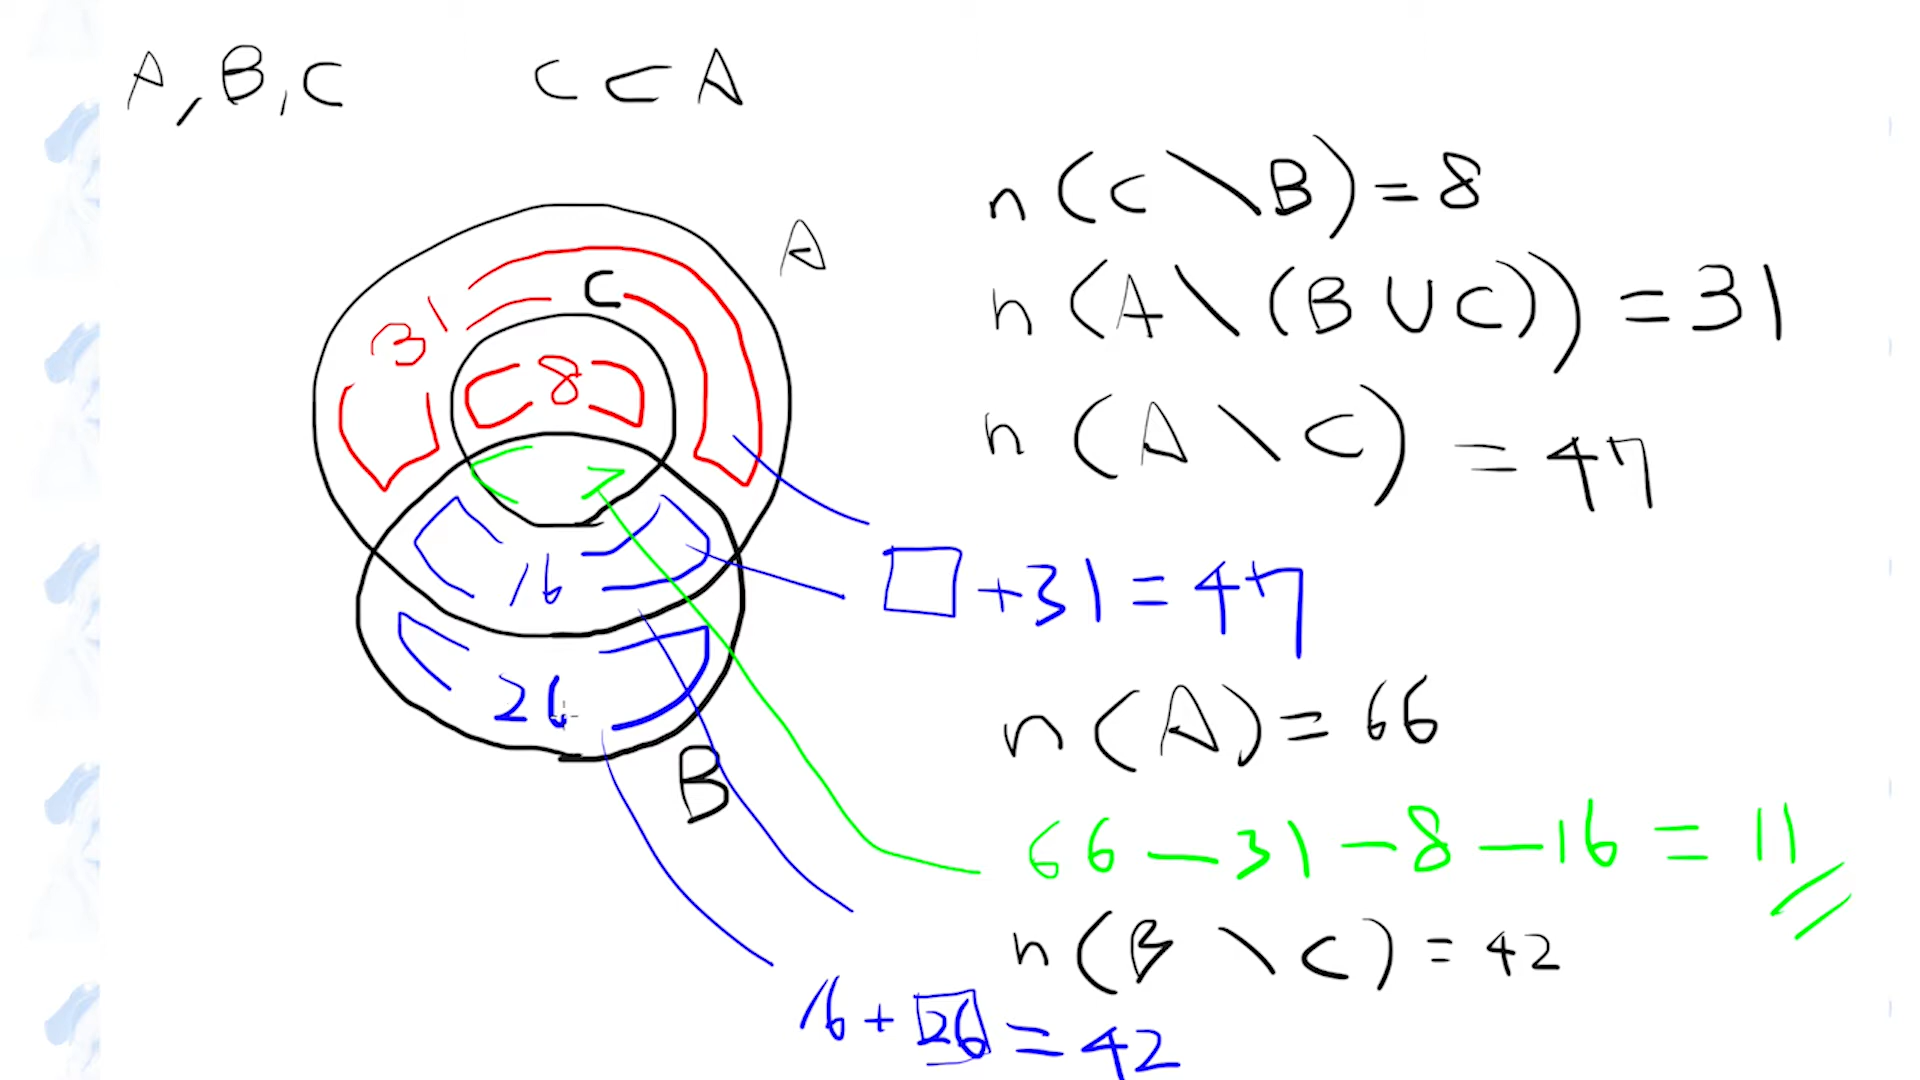 A, B, C
C ⊂ A
A
C
31
8
16
26
B
n(C \ B) = 8
n(A \ (B ∪ C)) = 31
n(A \ C) = 47
□ + 31 = 47
n(A) = 66
66 - 31 - 8 - 16 = 11
n(B \ C) = 42
16 + 26 = 42